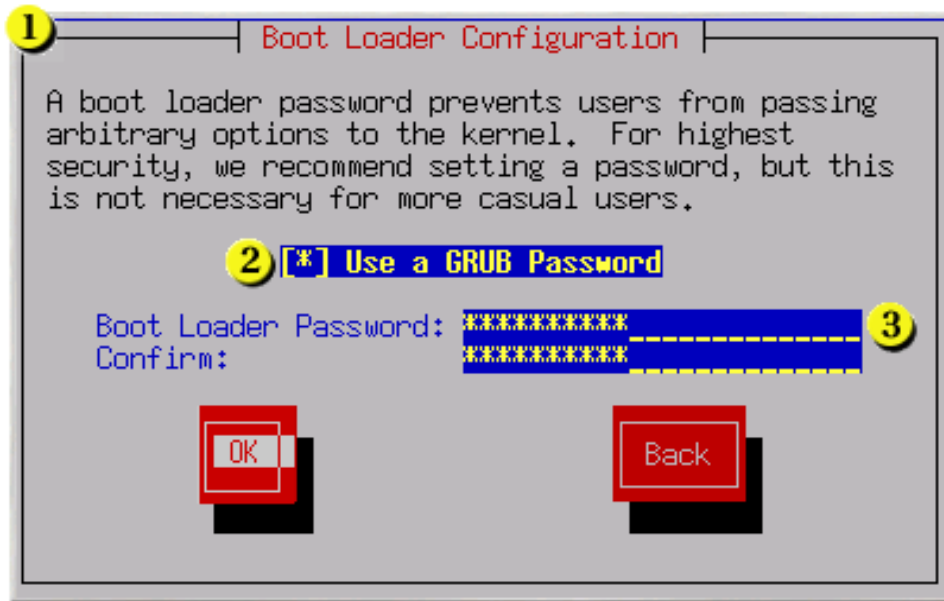 1
Boot Loader Configuration
A boot loader password prevents users from passing
arbitrary options to the kernel.  For highest
security, we recommend setting a password, but this
is not necessary for more casual users.
2 [*] Use a GRUB Password
Boot Loader Password: ********** 3
Confirm: **********
OK Back